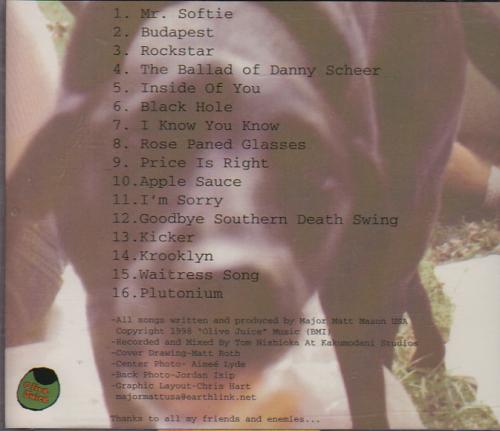 1. Mr. Softie
2. Budapest
3. Rockstar
4. The Ballad of Danny Scheer
5. Inside Of You
6. Black Hole
7. I Know You Know
8. Rose Paned Glasses
9. Price Is Right
10.Apple Sauce
11.I'm Sorry
12.Goodbye Southern Death Swing
13.Kicker
14.Krooklyn
15.Waitress Song
16.Plutonium
-All songs written and produced by Major Matt Mason USA
Copyright 1998 "Olive Juice" Music (BMI)
-Recorded and Mixed By Tom Nishioka At Kakumodani Studios
-Cover Drawing-Matt Roth
-Center Photo- Aimeé Lyde
-Back Photo-Jordan Isip
-Graphic Layout-Chris Hart
majormattusa@earthlink.net
Thanks to all my friends and enemies...
Olive
Juice